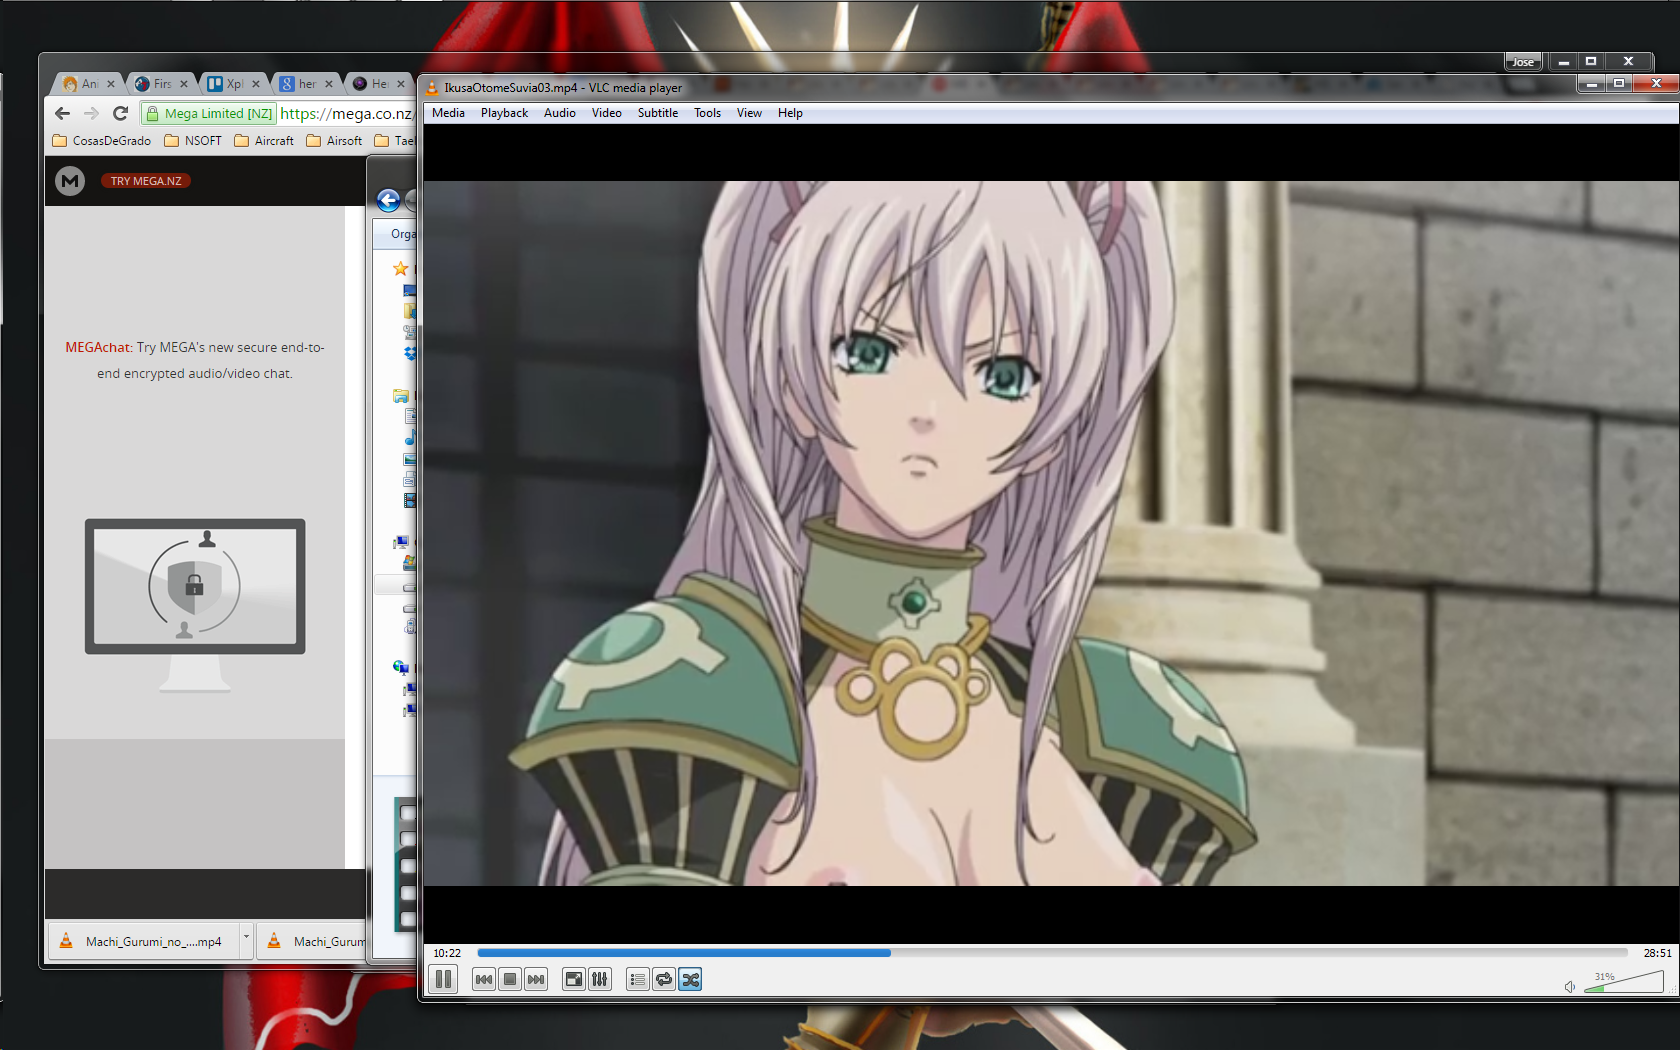 Jose
Ani
Firs
Xpl
her
He
IkusaOtomeSuvia03.mp4 - VLC media player
Mega Limited [NZ]
https://mega.co.nz/
Media Playback Audio Video Subtitle Tools View Help
CosasDeGrado NSOFT Aircraft Airsoft Tae
M
TRY MEGA.NZ
Orga
MEGAchat: Try MEGA's new secure end-to-
end encrypted audio/video chat.
Machi_Gurumi_no_....mp4
Machi_Gurum
10:22
28:51
31%